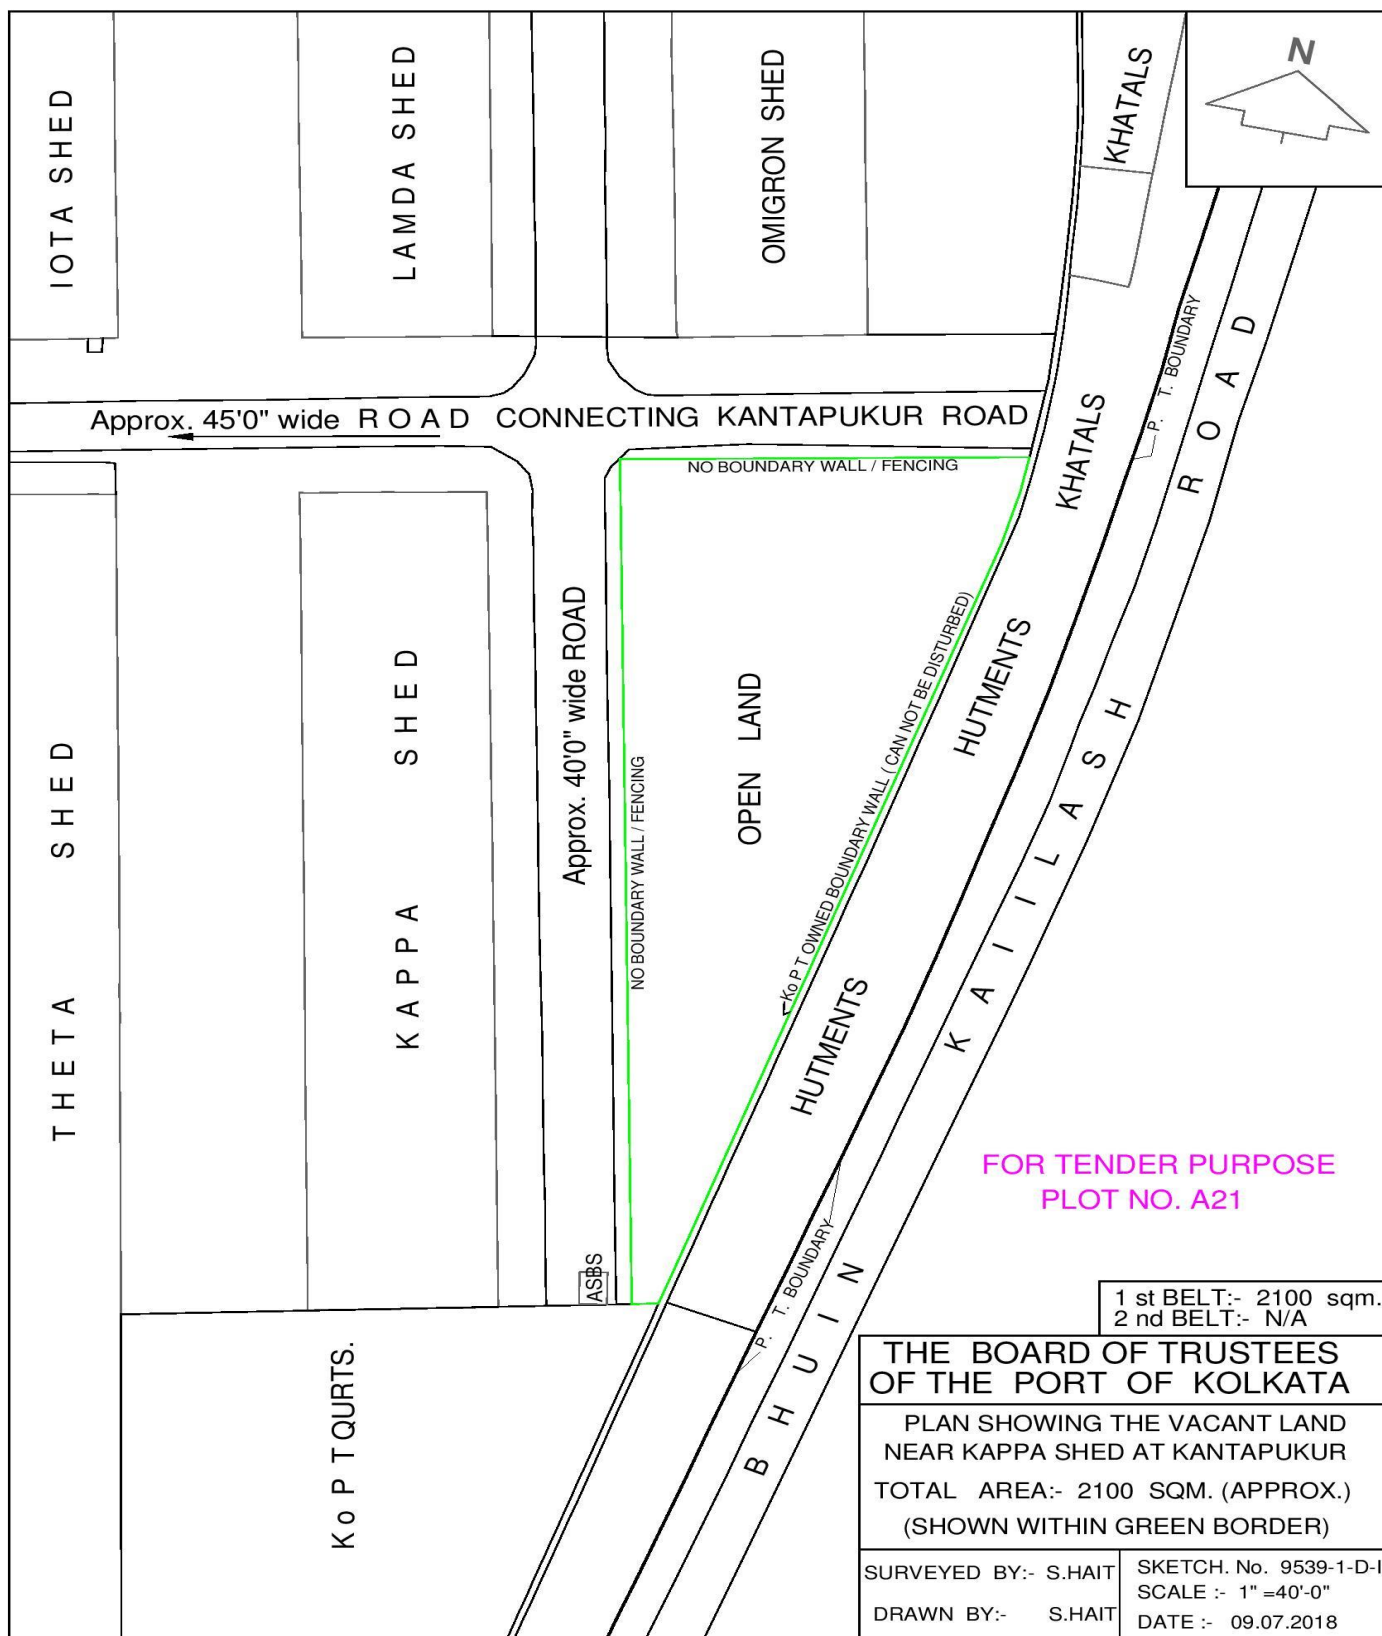 IOTA SHED
LAMDA SHED
OMIGRON SHED
KHATALS
N
Approx. 45'0" wide ROAD CONNECTING KANTAPUKUR ROAD
NO BOUNDARY WALL / FENCING
KHATALS
P. T. BOUNDARY
THETA SHED
KAPPA SHED
Approx. 40'0" wide ROAD
NO BOUNDARY WALL / FENCING
OPEN LAND
Ko P T OWNED BOUNDARY WALL ( CAN NOT BE DISTURBED)
HUTMENTS
HUTMENTS
BHUIN KAIILASH ROAD
ASBS
P. T. BOUNDARY
Ko P TQURTS.
FOR TENDER PURPOSE
PLOT NO. A21
1 st BELT:- 2100 sqm.
2 nd BELT:- N/A
THE BOARD OF TRUSTEES
OF THE PORT OF KOLKATA
PLAN SHOWING THE VACANT LAND
NEAR KAPPA SHED AT KANTAPUKUR
TOTAL AREA:- 2100 SQM. (APPROX.)
(SHOWN WITHIN GREEN BORDER)
SURVEYED BY:- S.HAIT
DRAWN BY:- S.HAIT
SKETCH. No. 9539-1-D-I
SCALE :- 1" =40'-0"
DATE :- 09.07.2018